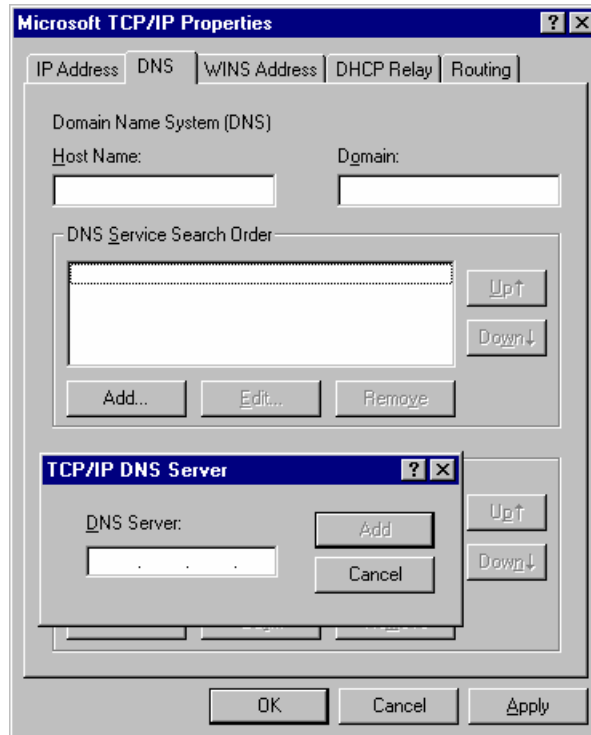 Microsoft TCP/IP Properties
IP Address DNS WINS Address DHCP Relay Routing
Domain Name System (DNS)
Host Name: Domain:
DNS Service Search Order
Up↑
Down↓
Add... Edit... Remove
TCP/IP DNS Server
DNS Server:
. . .
Add
Cancel
Up↑
Down↓
OK Cancel Apply